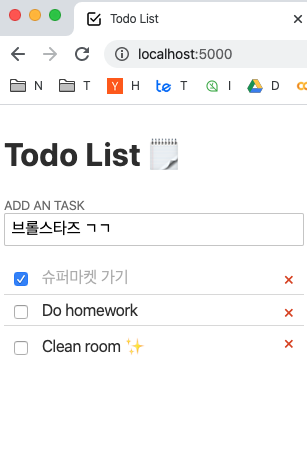 Todo List
localhost:5000
N
T
Y
H
te
T
I
D
Todo List 🗒️
ADD AN TASK
브롤스타즈 ㄱㄱ
슈퍼마켓 가기
Do homework
Clean room ✨